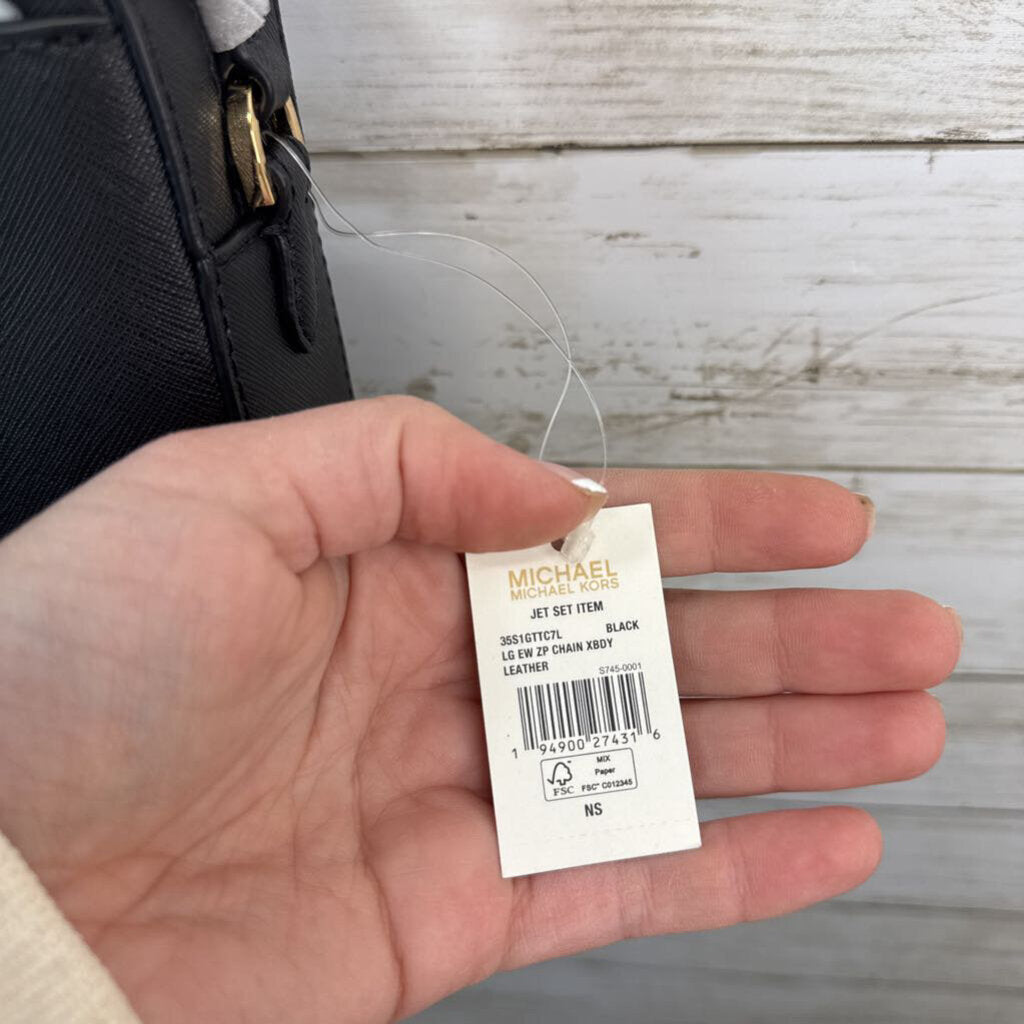 MICHAEL
MICHAEL KORS
JET SET ITEM
35S1GTTC7L BLACK
LG EW ZP CHAIN XBDY
LEATHER
S745-0001
1 94900 27431 6
MIX
Paper
FSC FSC™ C012345
NS